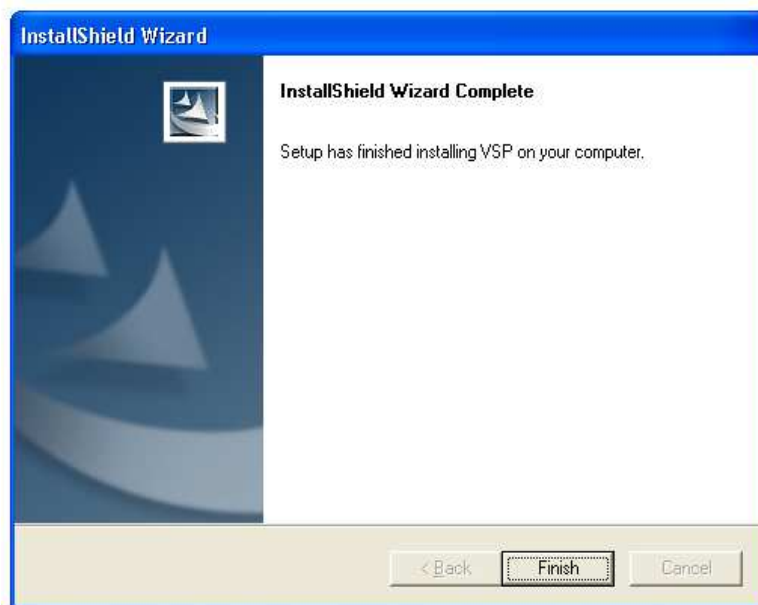 InstallShield Wizard
InstallShield Wizard Complete
Setup has finished installing VSP on your computer.
< Back
Finish
Cancel